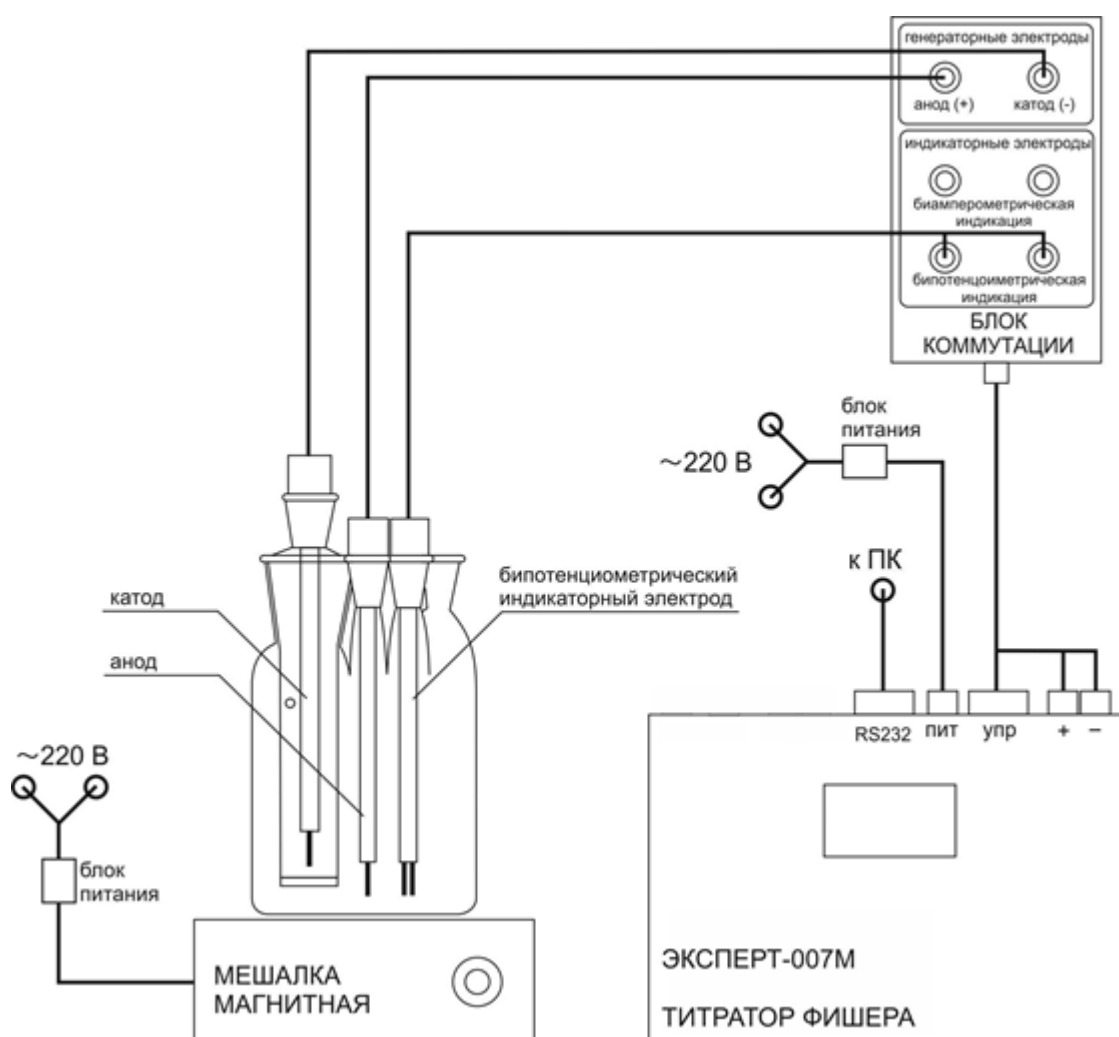 генераторные электроды
анод (+) катод (-)
индикаторные электроды
биамперометрическая
индикация
бипотенцоиметрическая
индикация
БЛОК
КОММУТАЦИИ
блок
питания
~220 В
к ПК
бипотенциометрический
индикаторный электрод
катод
анод
RS232 пит упр + −
~220 В
блок
питания
МЕШАЛКА
МАГНИТНАЯ
ЭКСПЕРТ-007М
ТИТРАТОР ФИШЕРА